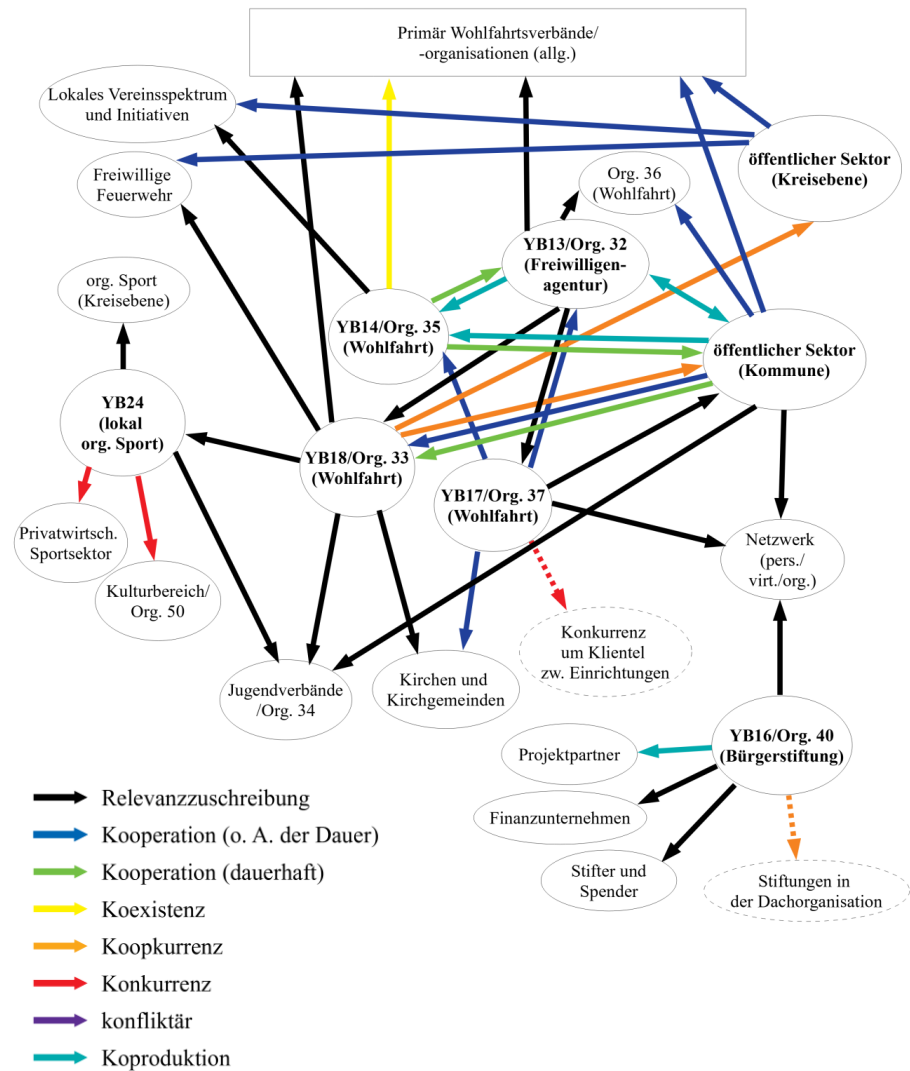 Primär Wohlfahrtsverbände/
-organisationen (allg.)
Lokales Vereinsspektrum
und Initiativen
Freiwillige
Feuerwehr
Org. 36
(Wohlfahrt)
öffentlicher Sektor
(Kreisebene)
YB13/Org. 32
(Freiwilligen-
agentur)
org. Sport
(Kreisebene)
YB14/Org. 35
(Wohlfahrt)
öffentlicher Sektor
(Kommune)
YB24
(lokal
org. Sport)
YB18/Org. 33
(Wohlfahrt)
YB17/Org. 37
(Wohlfahrt)
Privatwirtsch.
Sportsektor
Netzwerk
(pers./
virt./org.)
Kulturbereich/
Org. 50
Konkurrenz
um Klientel
zw. Einrichtungen
Jugendverbände
/Org. 34
Kirchen und
Kirchgemeinden
YB16/Org. 40
(Bürgerstiftung)
Projektpartner
Finanzunternehmen
Stifter und
Spender
Stiftungen in
der Dachorganisation
Relevanzzuschreibung
Kooperation (o. A. der Dauer)
Kooperation (dauerhaft)
Koexistenz
Koopkurrenz
Konkurrenz
konfliktär
Koproduktion